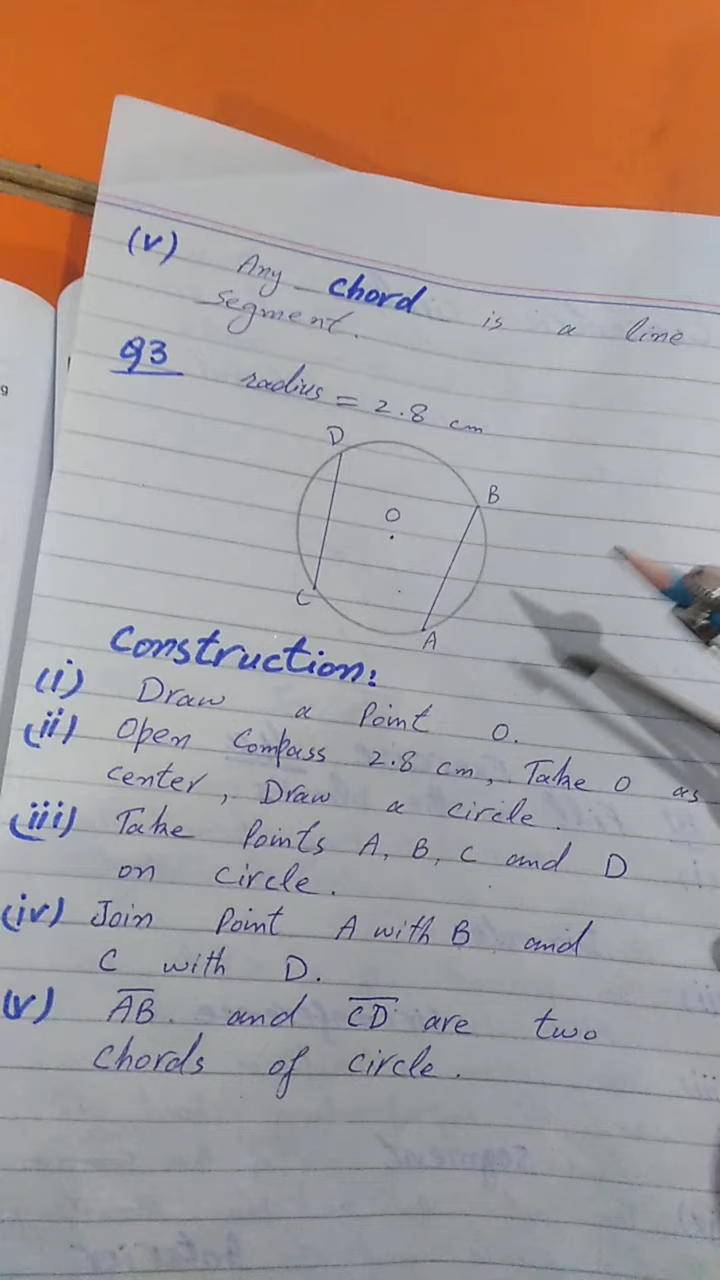 (v) Any chord is a line
segment.
Q3 radius = 2.8 cm
D
B
O
C
A
Construction:
(i) Draw a Point O.
(ii) Open Compass 2.8 cm, Take O as
center, Draw a circle.
(iii) Take Points A, B, C and D
on circle.
(iv) Join Point A with B and
C with D.
(v) A̅B̅. and C̅D̅ are two
chords of circle.